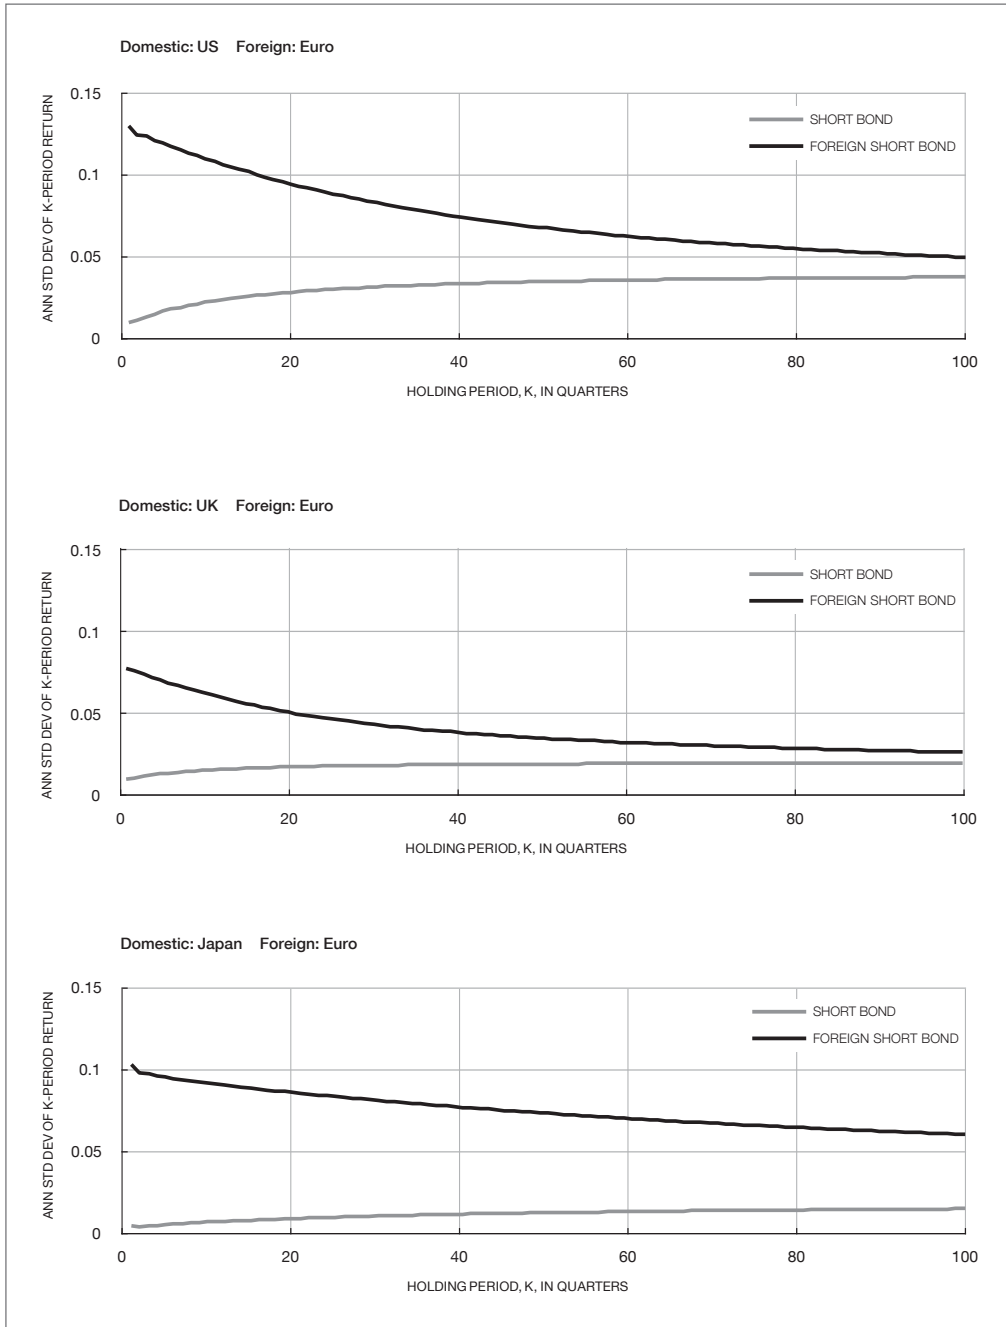 Domestic: US Foreign: Euro
ANN STD DEV OF K-PERIOD RETURN
0.15
0.1
0.05
0
SHORT BOND
FOREIGN SHORT BOND
0 20 40 60 80 100
HOLDING PERIOD, K, IN QUARTERS
Domestic: UK Foreign: Euro
ANN STD DEV OF K-PERIOD RETURN
0.15
0.1
0.05
0
SHORT BOND
FOREIGN SHORT BOND
0 20 40 60 80 100
HOLDING PERIOD, K, IN QUARTERS
Domestic: Japan Foreign: Euro
ANN STD DEV OF K-PERIOD RETURN
0.15
0.1
0.05
0
SHORT BOND
FOREIGN SHORT BOND
0 20 40 60 80 100
HOLDING PERIOD, K, IN QUARTERS